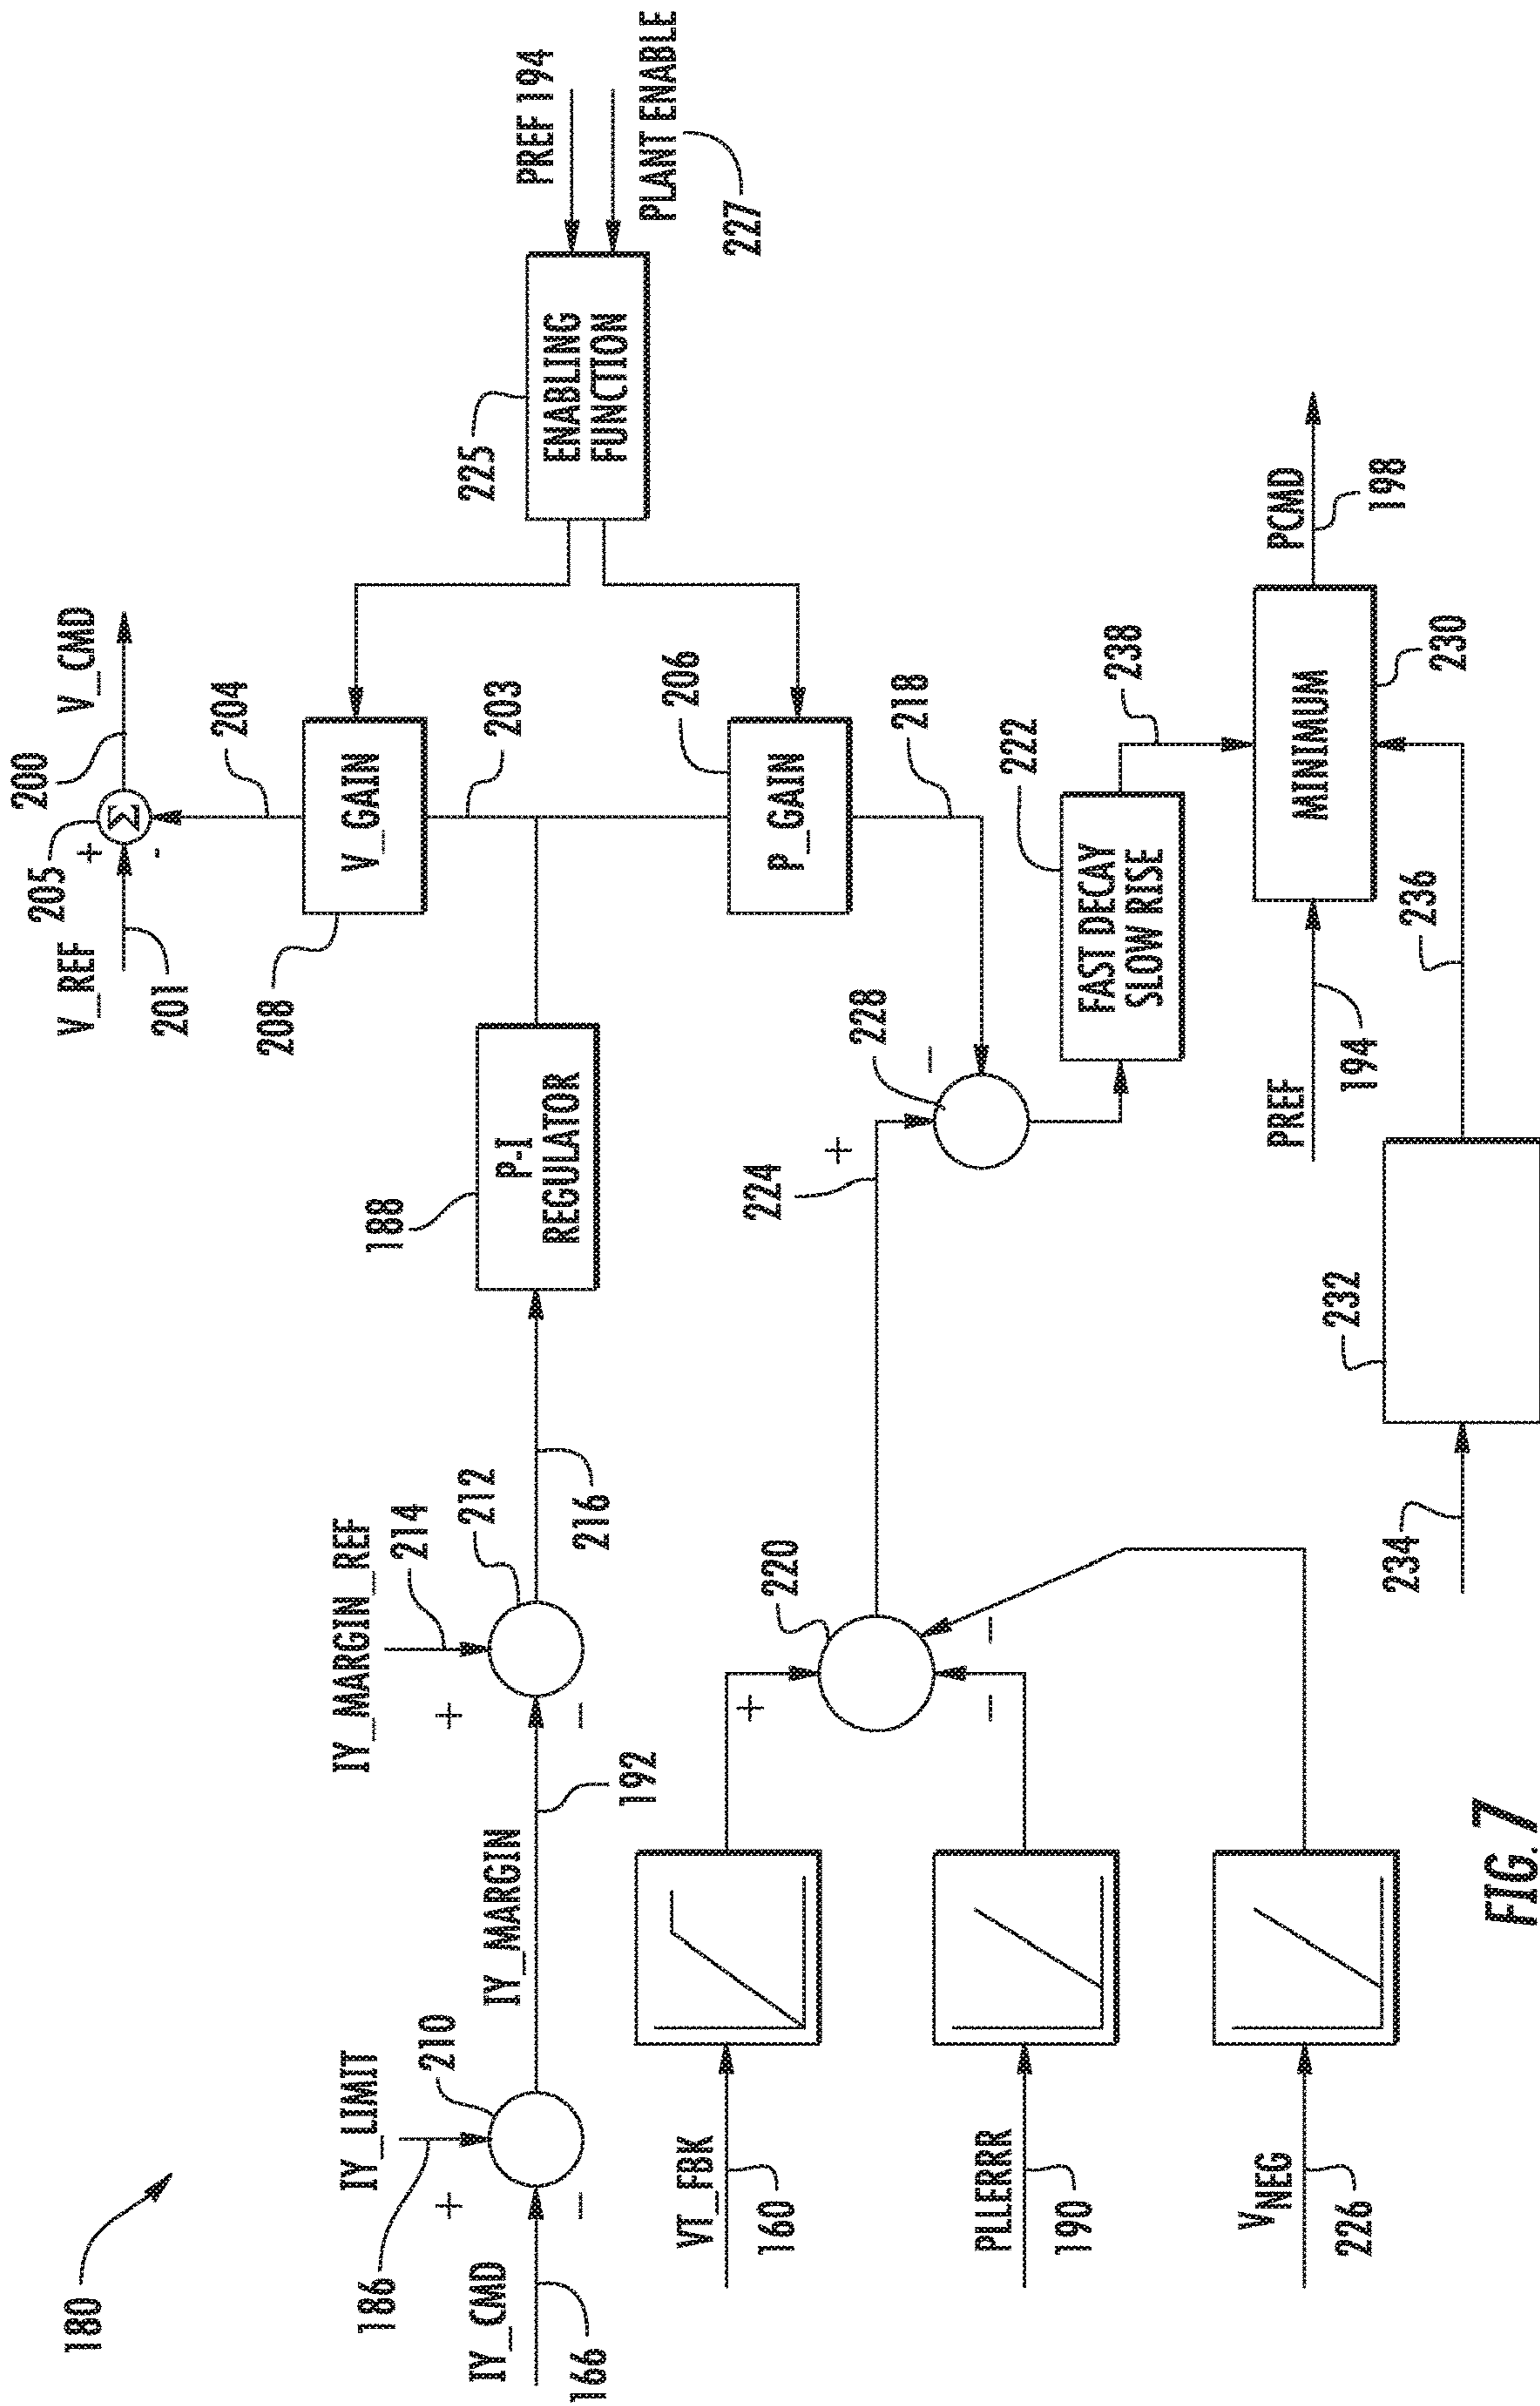 180
IY_CMD
166
IY_LIMIT
186
210
+
−
IY_MARGIN
192
IY_MARGIN_REF
214
212
+
−
216
188
P-I
REGULATOR
V_REF
201
205
+
-
Σ
200
V_CMD
204
208
V_GAIN
203
P_GAIN
206
218
225
ENABLING
FUNCTION
PREF 194
PLANT ENABLE
227
VT_FBK
160
PLLERRR
190
VNEG
226
220
+
−
−
224
+
228
−
222
FAST DECAY
SLOW RISE
238
PREF
194
MINIMUM
230
PCMD
198
234
232
236
FIG. 7